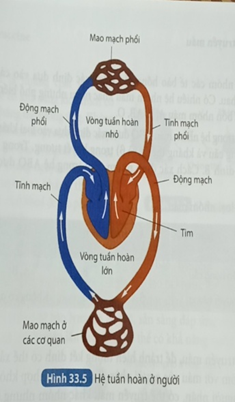 Mao mạch phổi
Động mạch
phổi
Vòng tuần hoàn
nhỏ
Tĩnh mạch
phổi
Tĩnh mạch
Động mạch
Tim
Vòng tuần hoàn
lớn
Mao mạch ở
các cơ quan
Hình 33.5 Hệ tuần hoàn ở người